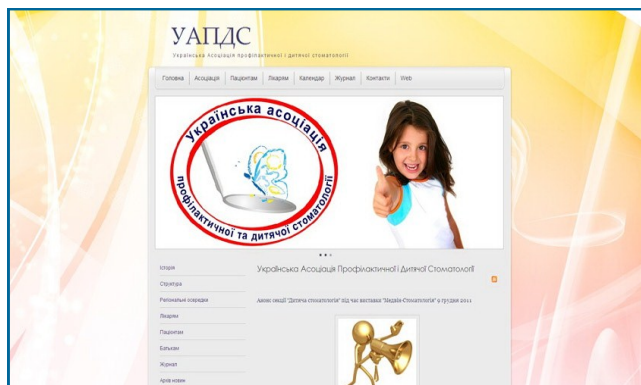 УАПДС
Українська Асоціація профілактичної і дитячої стоматології
Головна Асоціація Пацієнтам Лікарям Календар Журнал Контакти Web
Українська асоціація
профілактичної та дитячої стоматології
Історія
Структура
Регіональні осередки
Лікарям
Пацієнтам
Батькам
Журнал
Архів новин
Українська Асоціація Профілактичної і Дитячої Стоматології
Анонс секції "Дитяча стоматологія" під час виставки "Медвін-Стоматологія" 9 грудня 2011